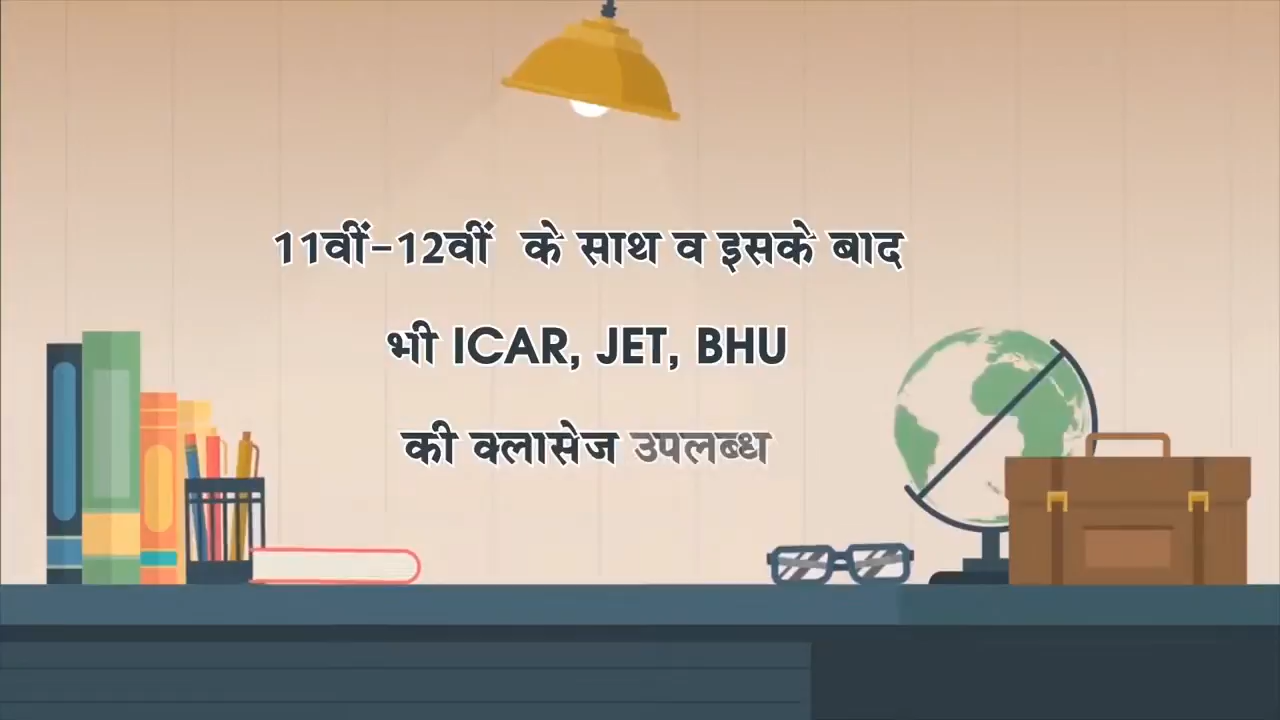 11वीं-12वीं के साथ व इसके बाद
भी ICAR, JET, BHU
की क्लासेज उपलब्ध